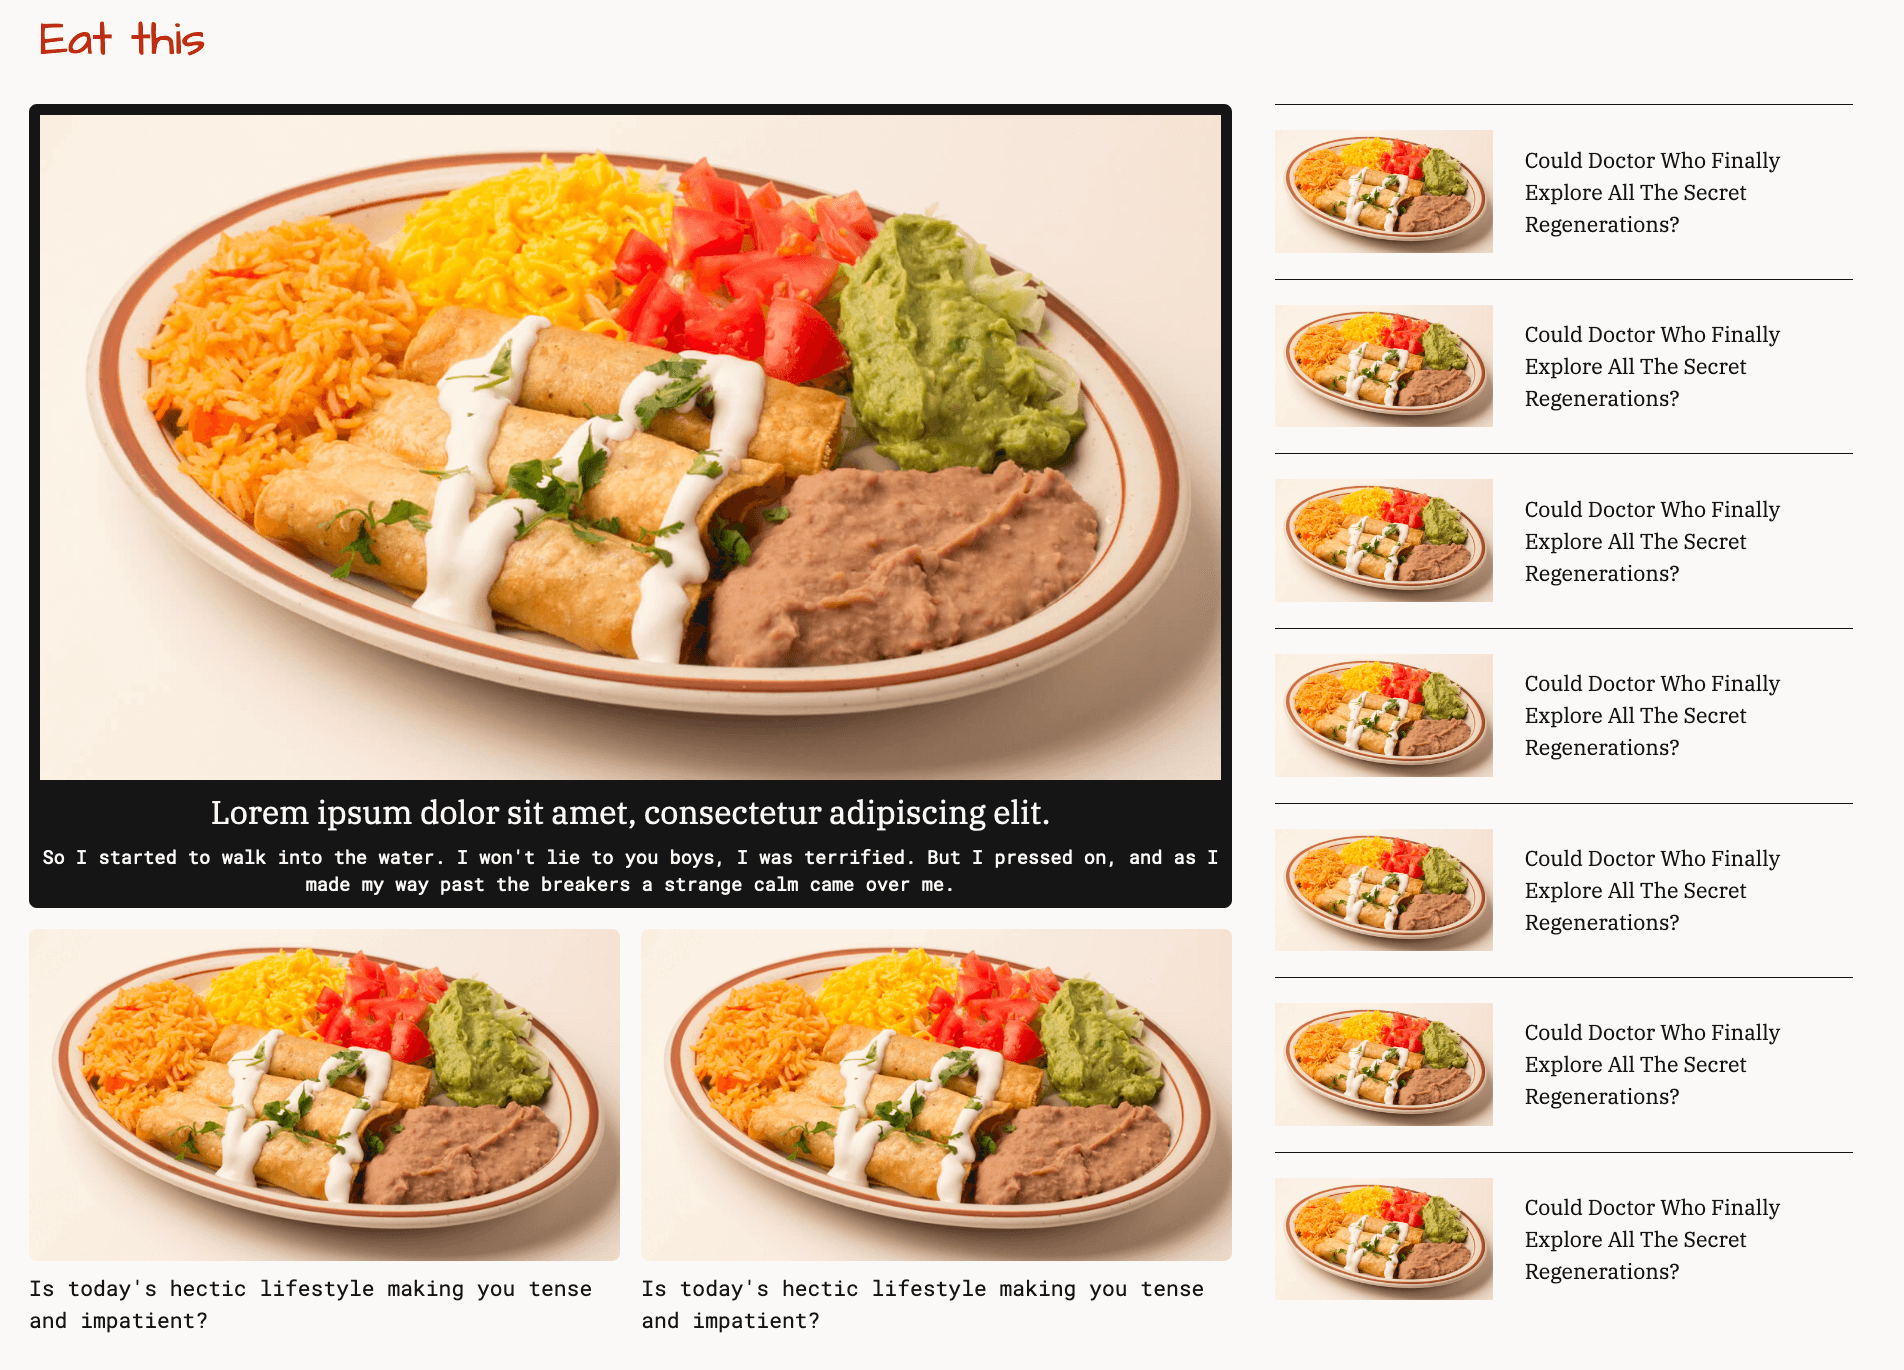 Eat this
Lorem ipsum dolor sit amet, consectetur adipiscing elit.
So I started to walk into the water. I won't lie to you boys, I was terrified. But I pressed on, and as I
made my way past the breakers a strange calm came over me.
Is today's hectic lifestyle making you tense
and impatient?
Is today's hectic lifestyle making you tense
and impatient?
Could Doctor Who Finally
Explore All The Secret
Regenerations?
Could Doctor Who Finally
Explore All The Secret
Regenerations?
Could Doctor Who Finally
Explore All The Secret
Regenerations?
Could Doctor Who Finally
Explore All The Secret
Regenerations?
Could Doctor Who Finally
Explore All The Secret
Regenerations?
Could Doctor Who Finally
Explore All The Secret
Regenerations?
Could Doctor Who Finally
Explore All The Secret
Regenerations?